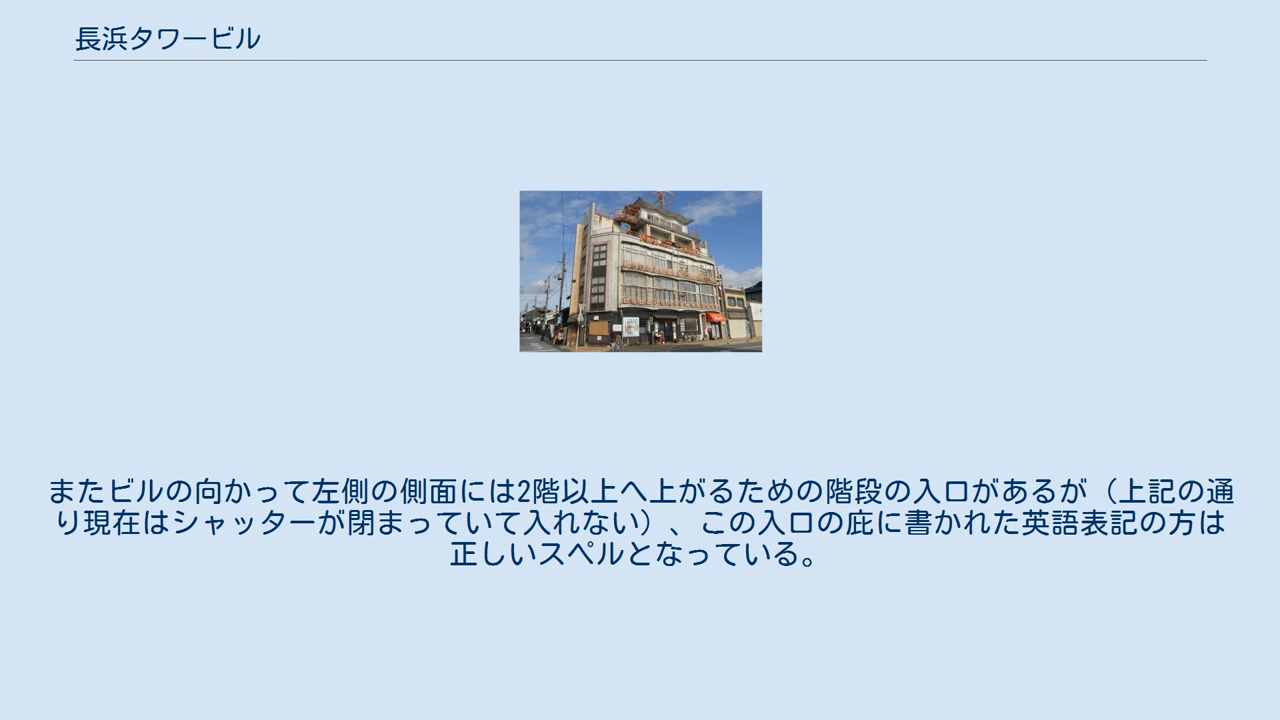 長浜タワービル
またビルの向かって左側の側面には2階以上へ上がるための階段の入口があるが（上記の通
り現在はシャッターが閉まっていて入れない）、この入口の庇に書かれた英語表記の方は
正しいスペルとなっている。